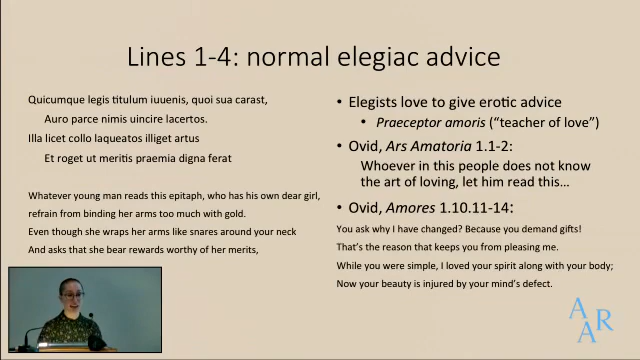 Lines 1-4: normal elegiac advice
Quicumque legis titulum iuuenis, quoi sua carast,
Auro parce nimis uincire lacertos.
Illa licet collo laqueatos illiget artus
Et roget ut meritis praemia digna ferat
Whatever young man reads this epitaph, who has his own dear girl,
refrain from binding her arms too much with gold.
Even though she wraps her arms like snares around your neck
And asks that she bear rewards worthy of her merits,
• Elegists love to give erotic advice
• Praeceptor amoris (“teacher of love”)
• Ovid, Ars Amatoria 1.1-2:
Whoever in this people does not know
the art of loving, let him read this…
• Ovid, Amores 1.10.11-14:
You ask why I have changed? Because you demand gifts!
That’s the reason that keeps you from pleasing me.
While you were simple, I loved your spirit along with your body;
Now your beauty is injured by your mind’s defect.
AAR